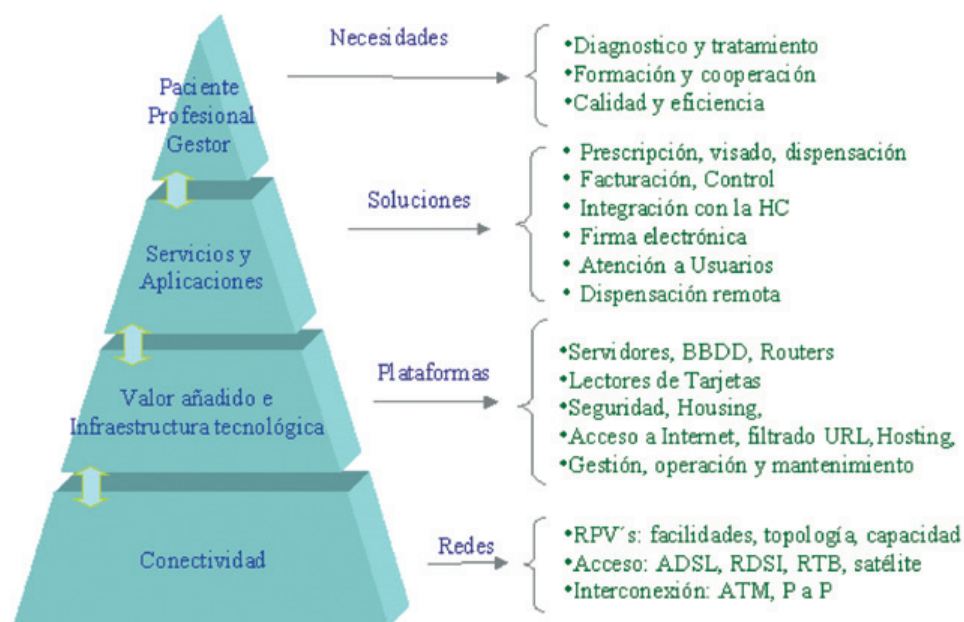 Paciente
Profesional
Gestor
Necesidades
•Diagnostico y tratamiento
•Formación y cooperación
•Calidad y eficiencia
Servicios y
Aplicaciones
Soluciones
• Prescripción, visado, dispensación
• Facturación, Control
• Integración con la HC
• Firma electrónica
• Atención a Usuarios
• Dispensación remota
Valor añadido e
Infraestructura tecnológica
Plataformas
•Servidores, BBDD, Routers
•Lectores de Tarjetas
•Seguridad, Housing,
•Acceso a Internet, filtrado URL,Hosting,
•Gestión, operación y mantenimiento
Conectividad
Redes
•RPV´s: facilidades, topología, capacidad
•Acceso: ADSL, RDSI, RTB, satélite
•Interconexión: ATM, P a P